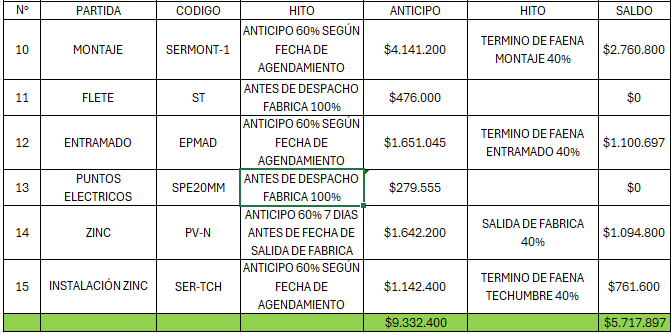 N° PARTIDA CODIGO HITO ANTICIPO HITO SALDO
10 MONTAJE SERMONT-1 ANTICIPO 60% SEGÚN FECHA DE AGENDAMIENTO $4.141.200 TERMINO DE FAENA MONTAJE 40% $2.760.800
11 FLETE ST ANTES DE DESPACHO FABRICA 100% $476.000 $0
12 ENTRAMADO EPMAD ANTICIPO 60% SEGÚN FECHA DE AGENDAMIENTO $1.651.045 TERMINO DE FAENA ENTRAMADO 40% $1.100.697
13 PUNTOS ELECTRICOS SPE20MM ANTES DE DESPACHO FABRICA 100% $279.555 $0
14 ZINC PV-N ANTICIPO 60% 7 DIAS ANTES DE FECHA DE SALIDA DE FABRICA $1.642.200 SALIDA DE FABRICA 40% $1.094.800
15 INSTALACIÓN ZINC SER-TCH ANTICIPO 60% SEGÚN FECHA DE AGENDAMIENTO $1.142.400 TERMINO DE FAENA TECHUMBRE 40% $761.600
$9.332.400 $5.717.897